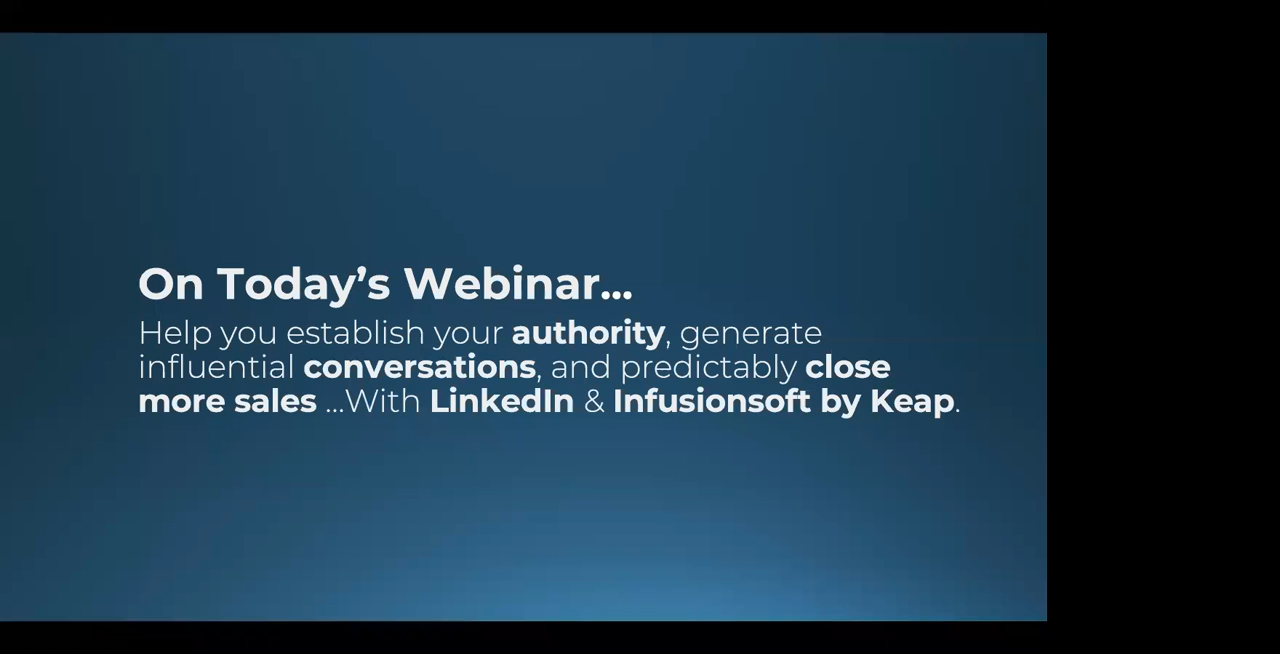 On Today’s Webinar...
Help you establish your authority, generate
influential conversations, and predictably close
more sales ...With LinkedIn & Infusionsoft by Keap.